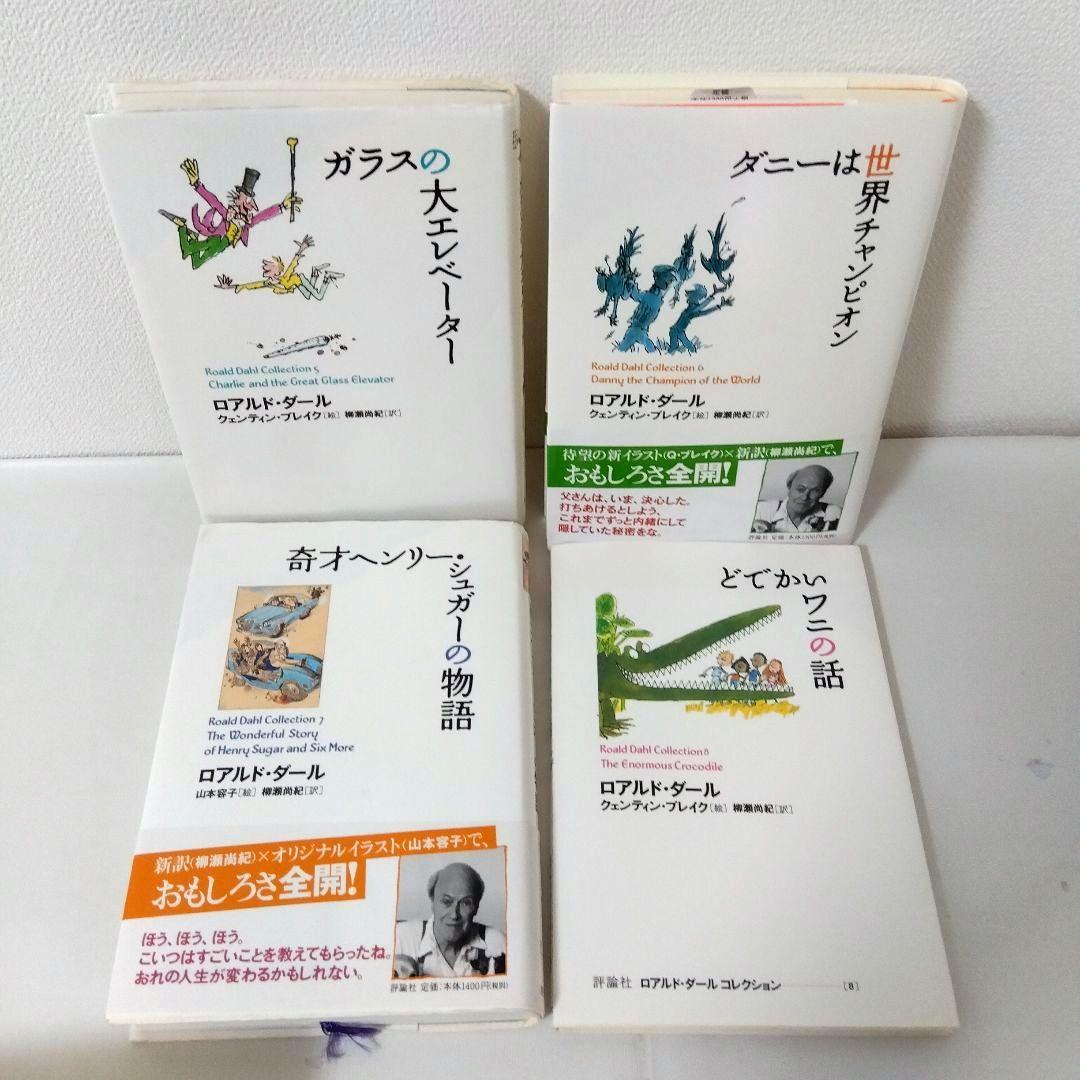 ガラスの
大エレベーター
Roald Dahl Collection 5
Charlie and the Great Glass Elevator
ロアルド・ダール
クェンティン・ブレイク[絵] 柳瀬尚紀[訳]
ダニーは世
界チャンピオン
Roald Dahl Collection 6
Danny the Champion of the World
ロアルド・ダール
クェンティン・ブレイク[絵] 柳瀬尚紀[訳]
待望の新イラスト(Q・ブレイク)×新訳(柳瀬尚紀)で、
おもしろさ全開!
父さんは、いま、決心した。
打ちあけるとしよう、
これまでずっと内緒にして
隠していた秘密をな。
評論社 定価:本体1300円(税別)
奇才ヘンリー・
シュガーの物語
Roald Dahl Collection 7
The Wonderful Story
of Henry Sugar and Six More
ロアルド・ダール
山本容子[絵] 柳瀬尚紀[訳]
新訳(柳瀬尚紀)×オリジナルイラスト(山本容子)で、
おもしろさ全開!
ほう、ほう、ほう。
こいつはすごいことを教えてもらったね。
おれの人生が変わるかもしれない。
評論社 定価:本体1400円(税別)
どでかい
ワニの話
Roald Dahl Collection 8
The Enormous Crocodile
ロアルド・ダール
クェンティン・ブレイク[絵] 柳瀬尚紀[訳]
評論社 ロアルド・ダール コレクション [8]